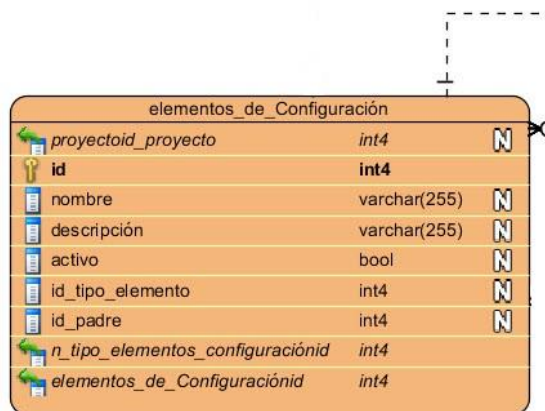 elementos_de_Configuración
proyectoid_proyecto int4 N
id int4
nombre varchar(255) N
descripción varchar(255) N
activo bool N
id_tipo_elemento int4 N
id_padre int4 N
n_tipo_elementos_configuraciónid int4
elementos_de_Configuraciónid int4